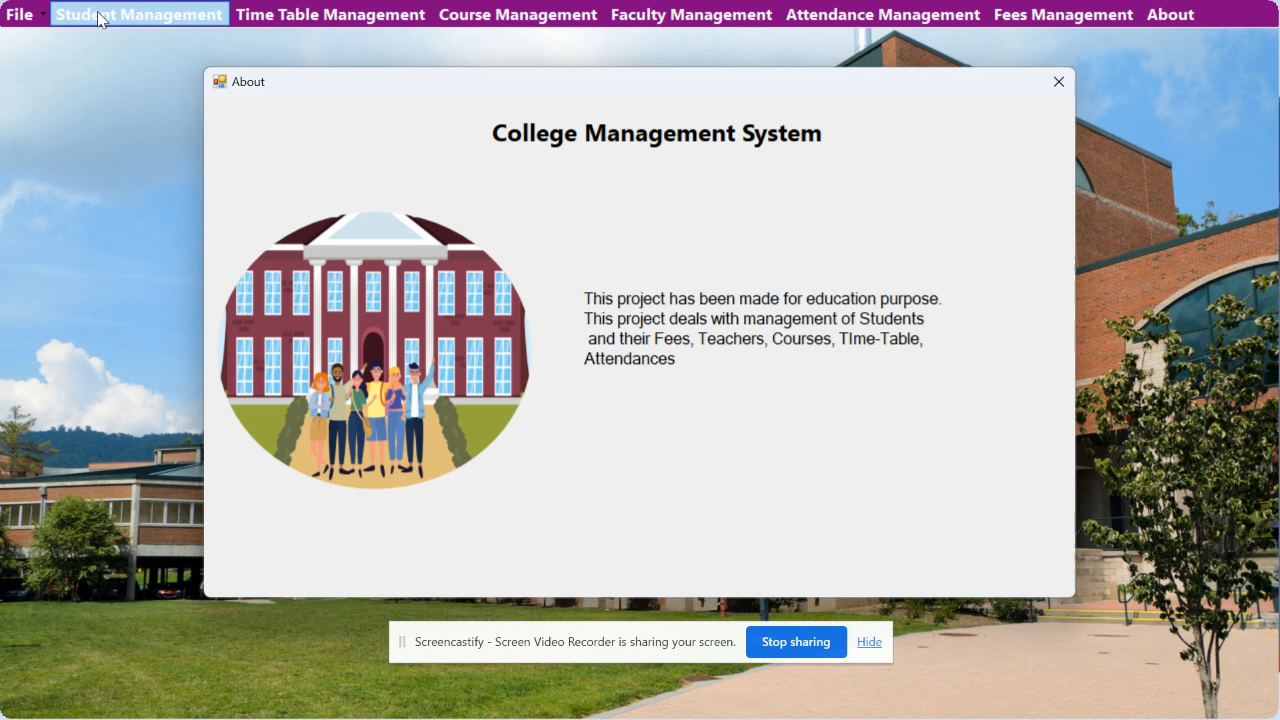 File Student Management Time Table Management Course Management Faculty Management Attendance Management Fees Management About
About
College Management System
This project has been made for education purpose.
This project deals with management of Students
and their Fees, Teachers, Courses, TIme-Table,
Attendances
Screencastify - Screen Video Recorder is sharing your screen. Stop sharing Hide